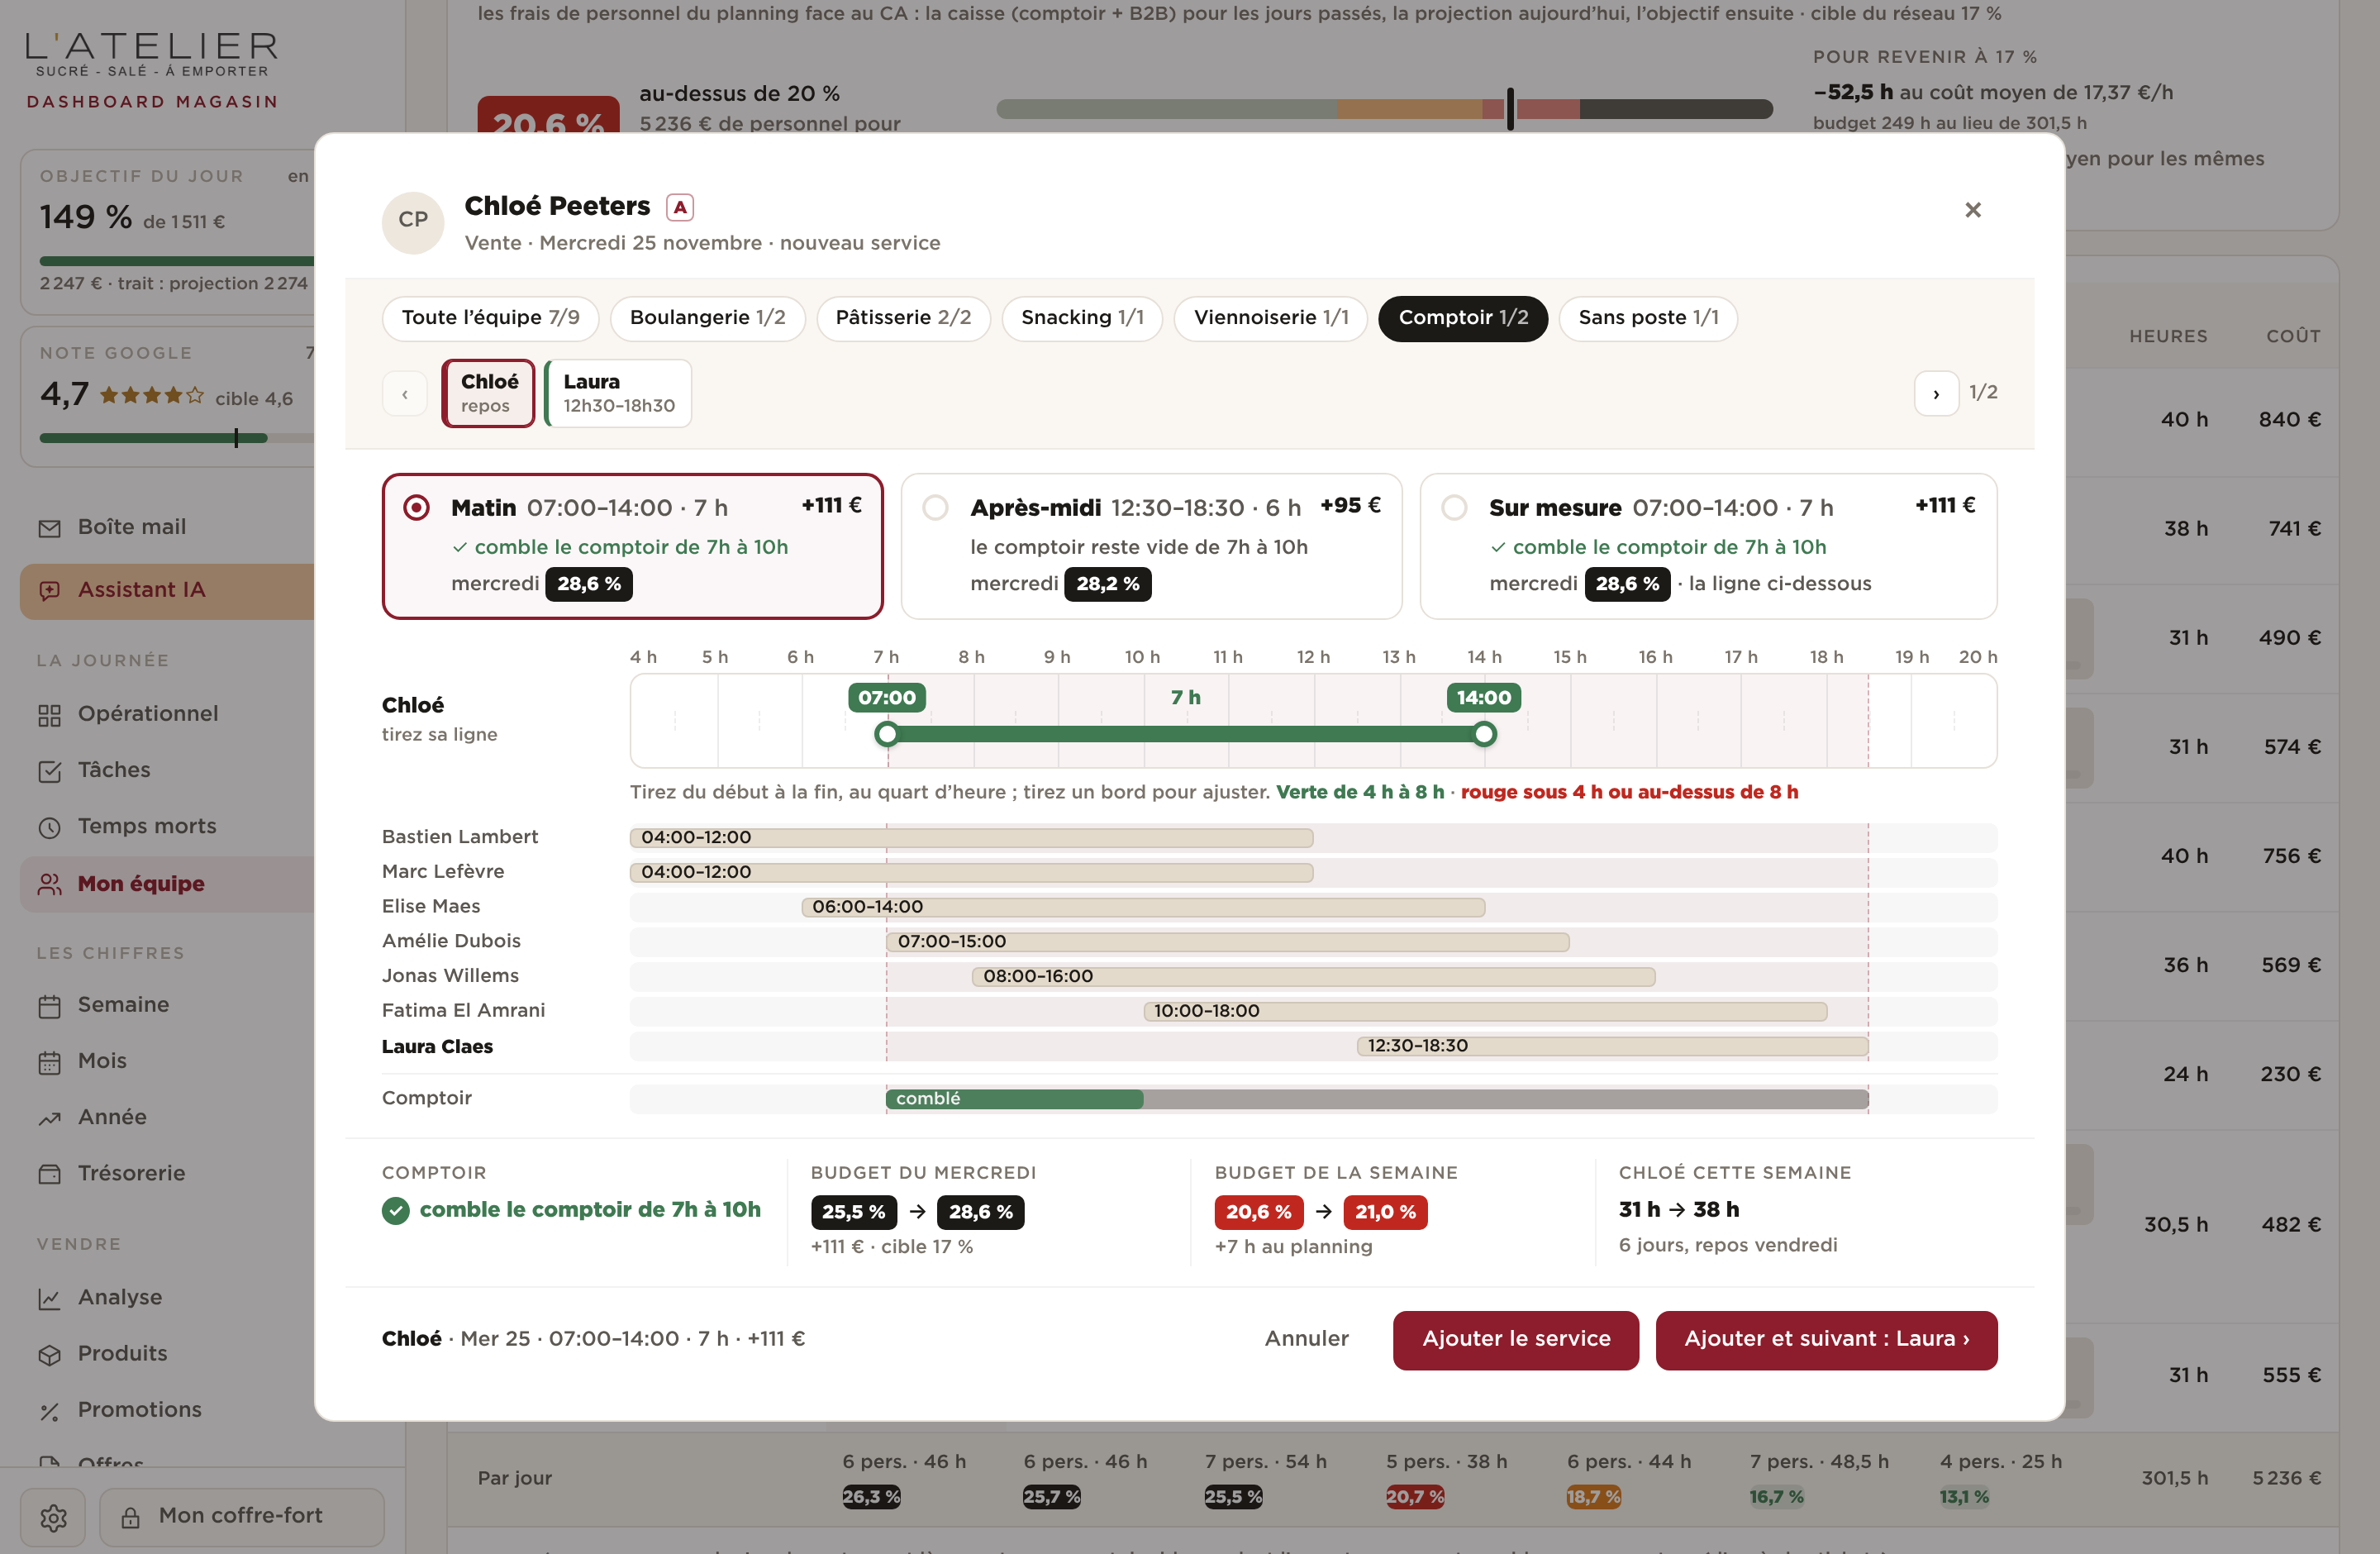 les frais de personnel du planning face au CA : la caisse (comptoir + B2B) pour les jours passés, la projection aujourd’hui, l’objectif ensuite · cible du réseau 17 %
L'ATELIER
SUCRÉ - SALÉ - Á EMPORTER
DASHBOARD MAGASIN
20,6 %
au-dessus de 20 %
5 236 € de personnel pour
POUR REVENIR À 17 %
−52,5 h au coût moyen de 17,37 €/h
budget 249 h au lieu de 301,5 h
yen pour les mêmes
OBJECTIF DU JOUR en
149 % de 1 511 €
2 247 € · trait : projection 2 274
NOTE GOOGLE 7
4,7 cible 4,6
Boîte mail
Assistant IA
LA JOURNÉE
Opérationnel
Tâches
Temps morts
Mon équipe
LES CHIFFRES
Semaine
Mois
Année
Trésorerie
VENDRE
Analyse
Produits
Promotions
Offres
Mon coffre-fort
CP
Chloé Peeters A
Vente · Mercredi 25 novembre · nouveau service
×
Toute l’équipe 7/9
Boulangerie 1/2
Pâtisserie 2/2
Snacking 1/1
Viennoiserie 1/1
Comptoir 1/2
Sans poste 1/1
‹
Chloé
repos
Laura
12h30–18h30
› 1/2
Matin 07:00–14:00 · 7 h +111 €
✓ comble le comptoir de 7h à 10h
mercredi 28,6 %
Après-midi 12:30–18:30 · 6 h +95 €
le comptoir reste vide de 7h à 10h
mercredi 28,2 %
Sur mesure 07:00–14:00 · 7 h +111 €
✓ comble le comptoir de 7h à 10h
mercredi 28,6 % · la ligne ci-dessous
4 h 5 h 6 h 7 h 8 h 9 h 10 h 11 h 12 h 13 h 14 h 15 h 16 h 17 h 18 h 19 h 20 h
Chloé
tirez sa ligne
07:00 7 h 14:00
Tirez du début à la fin, au quart d’heure ; tirez un bord pour ajuster. Verte de 4 h à 8 h · rouge sous 4 h ou au-dessus de 8 h
Bastien Lambert 04:00–12:00
Marc Lefèvre 04:00–12:00
Elise Maes 06:00–14:00
Amélie Dubois 07:00–15:00
Jonas Willems 08:00–16:00
Fatima El Amrani 10:00–18:00
Laura Claes 12:30–18:30
Comptoir comblé
COMPTOIR
comble le comptoir de 7h à 10h
BUDGET DU MERCREDI
25,5 % → 28,6 %
+111 € · cible 17 %
BUDGET DE LA SEMAINE
20,6 % → 21,0 %
+7 h au planning
CHLOÉ CETTE SEMAINE
31 h → 38 h
6 jours, repos vendredi
Chloé · Mer 25 · 07:00–14:00 · 7 h · +111 €
Annuler
Ajouter le service
Ajouter et suivant : Laura ›
HEURES COÛT
40 h 840 €
38 h 741 €
31 h 490 €
31 h 574 €
40 h 756 €
36 h 569 €
24 h 230 €
30,5 h 482 €
31 h 555 €
Par jour
6 pers. · 46 h
26,3 %
6 pers. · 46 h
25,7 %
7 pers. · 54 h
25,5 %
5 pers. · 38 h
20,7 %
6 pers. · 44 h
18,7 %
7 pers. · 48,5 h
16,7 %
4 pers. · 25 h
13,1 %
301,5 h 5 236 €